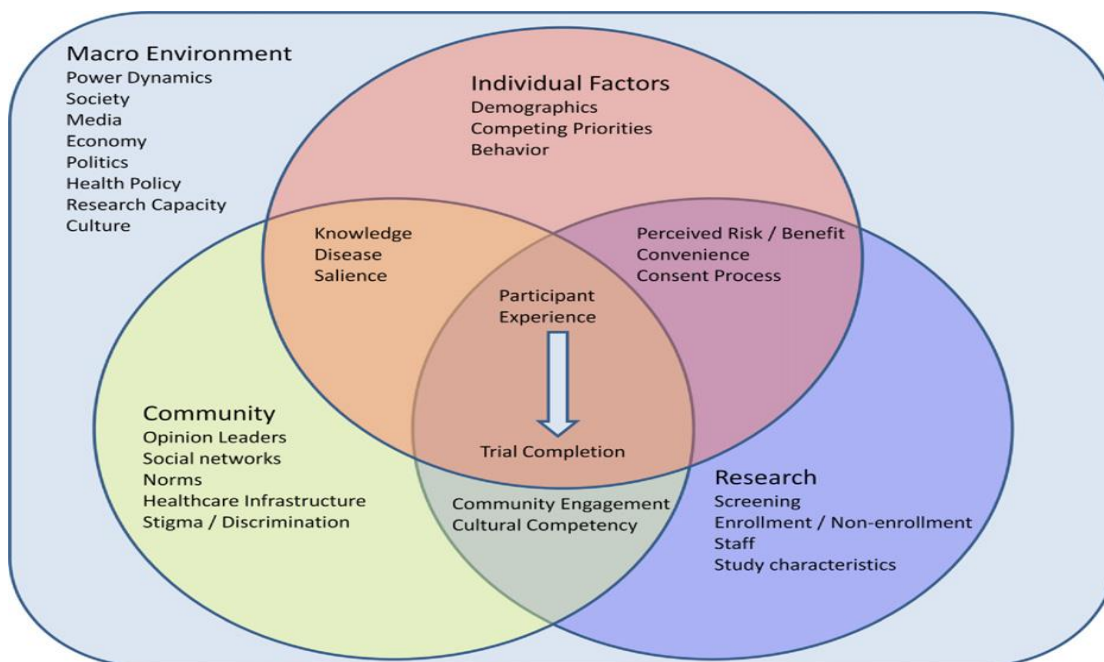 Macro Environment
Power Dynamics
Society
Media
Economy
Politics
Health Policy
Research Capacity
Culture
Individual Factors
Demographics
Competing Priorities
Behavior
Knowledge
Disease
Salience
Perceived Risk / Benefit
Convenience
Consent Process
Participant
Experience
Trial Completion
Community
Opinion Leaders
Social networks
Norms
Healthcare Infrastructure
Stigma / Discrimination
Community Engagement
Cultural Competency
Research
Screening
Enrollment / Non-enrollment
Staff
Study characteristics